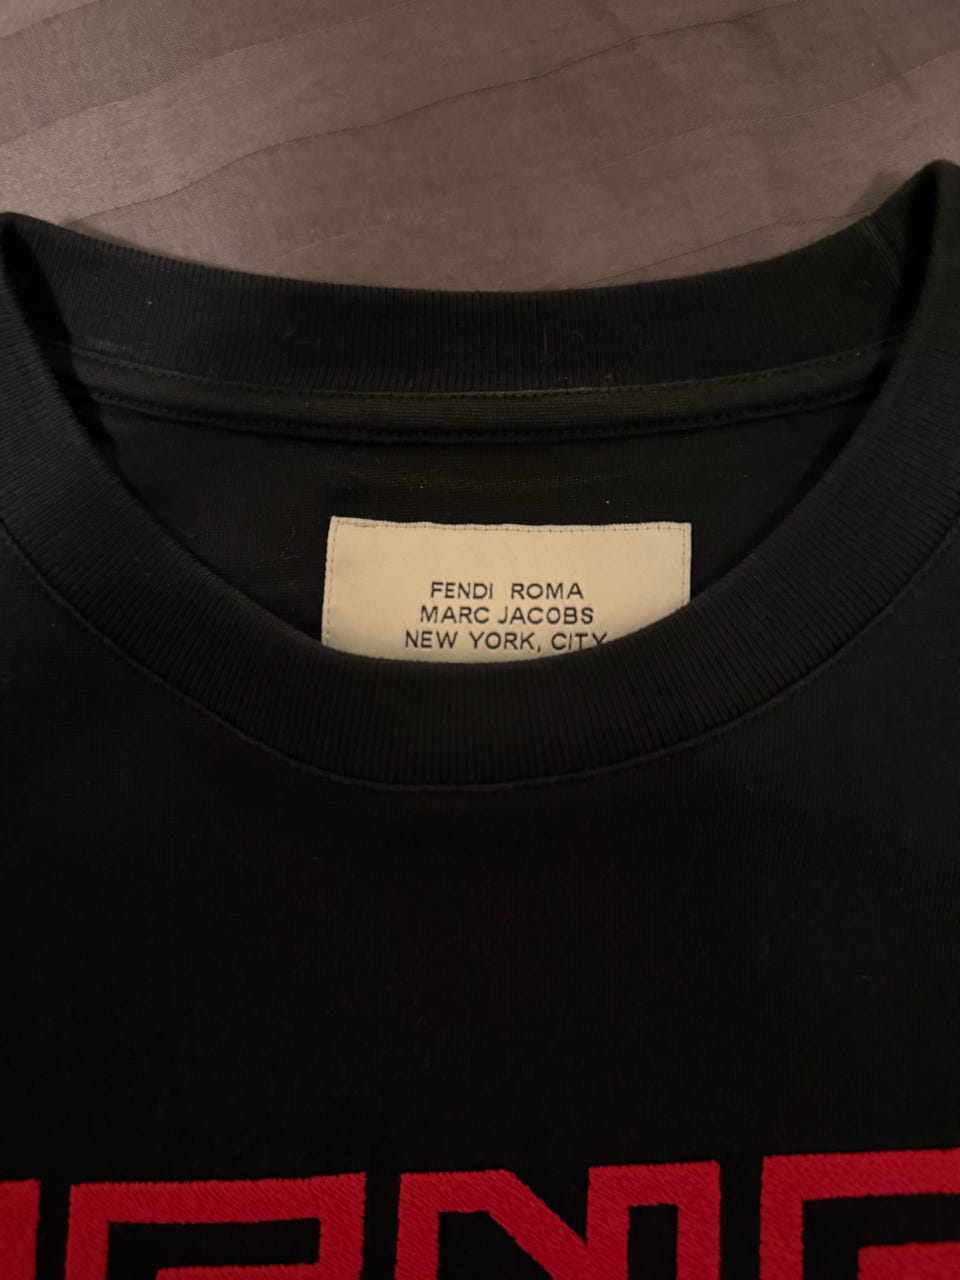 FENDI ROMA
MARC JACOBS
NEW YORK, CITY